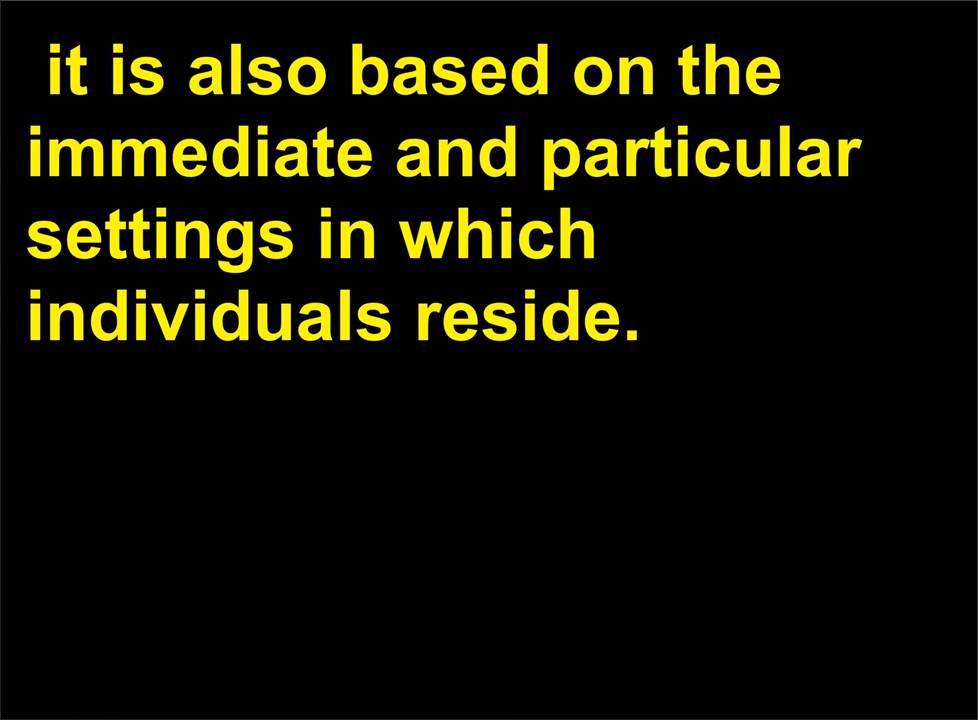 it is also based on the
immediate and particular
settings in which
individuals reside.